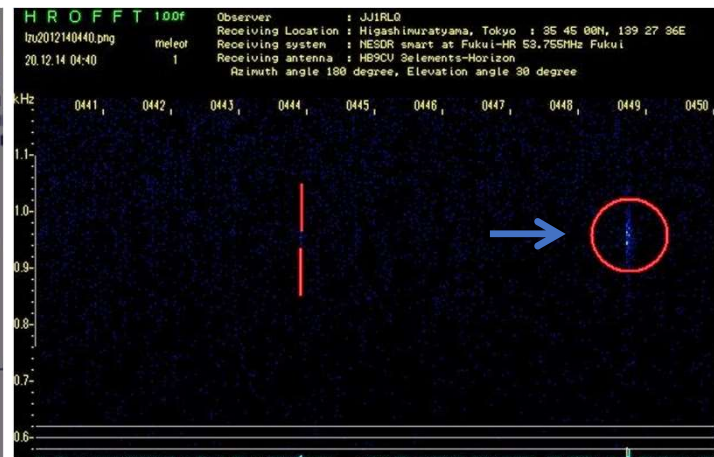 H R O F F T 1.0.0f
Izu2012140440.png
meleot
20.12.14 04:40
1
Observer : JJ1RLQ
Receiving Location : Higashimuratyama, Tokyo : 35 45 00N, 139 27 36E
Receiving system : NESDR smart at Fukui-HR 53.755MHz Fukui
Receiving antenna : HB9CV 3elements-Horizon
Azimuth angle 180 degree, Elevation angle 30 degree
kHz 0441 0442 0443 0444 0445 0446 0447 0448 0449 0450
1.1
1.0
0.9
0.8
0.7
0.6